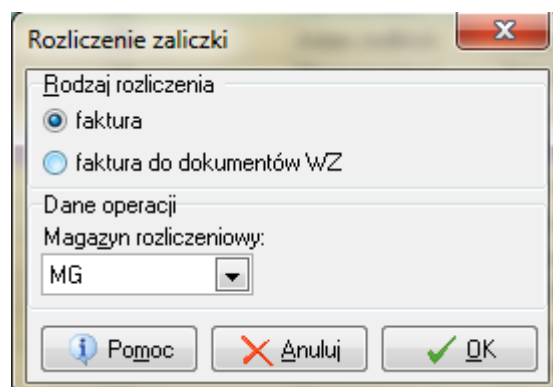 Rozliczenie zaliczki
Rodzaj rozliczenia
faktura
faktura do dokumentów WZ
Dane operacji
Magazyn rozliczeniowy:
MG
Pomoc
Anuluj
OK